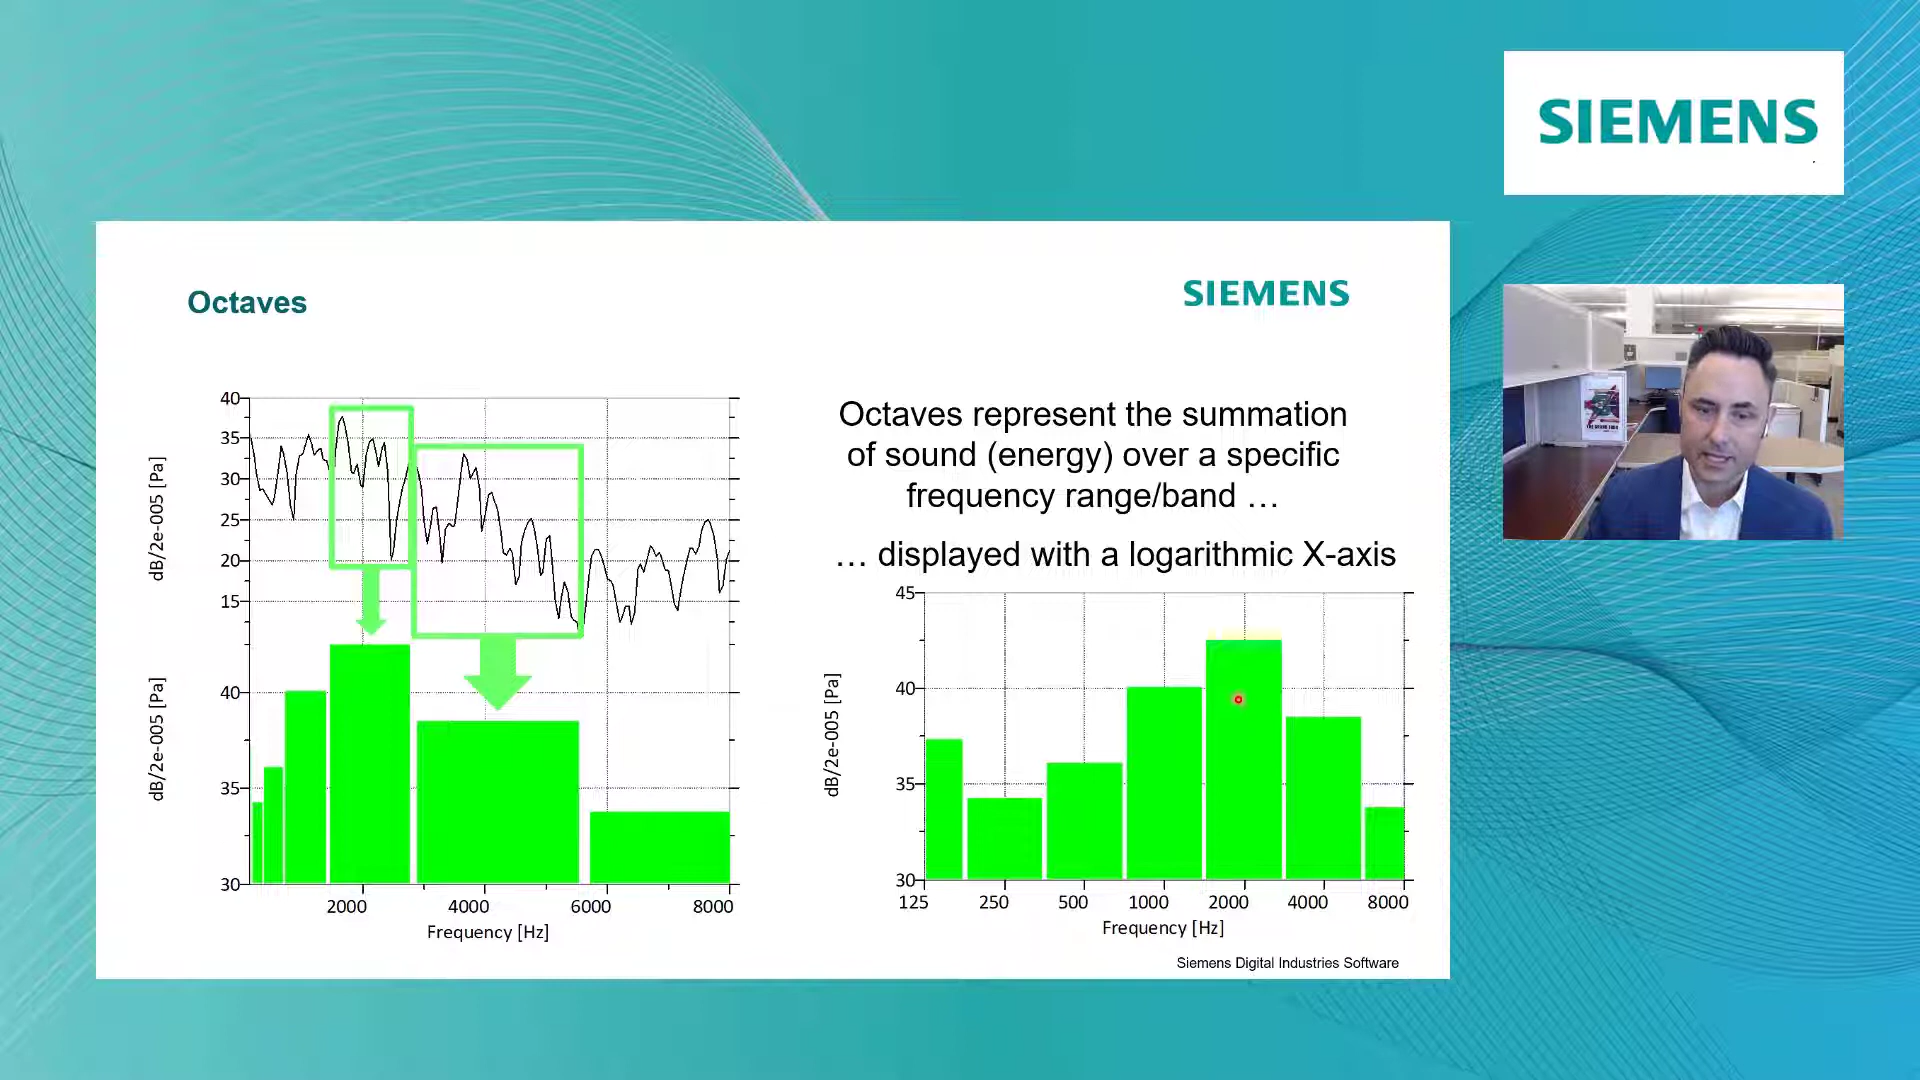 SIEMENS
Octaves
SIEMENS
40
35
30
25
20
15
dB/2e-005 [Pa]
40
35
30
dB/2e-005 [Pa]
2000 4000 6000 8000
Frequency [Hz]
Octaves represent the summation
of sound (energy) over a specific
frequency range/band …
… displayed with a logarithmic X-axis
45
40
35
30
dB/2e-005 [Pa]
125 250 500 1000 2000 4000 8000
Frequency [Hz]
Siemens Digital Industries Software